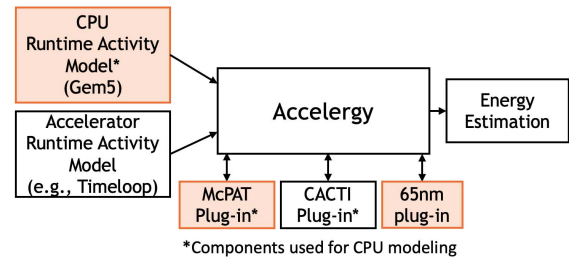 CPU
Runtime Activity
Model*
(Gem5)
Accelerator
Runtime Activity
Model
(e.g., Timeloop)
Accelergy
Energy
Estimation
McPAT
Plug-in*
CACTI
Plug-in*
65nm
plug-in
*Components used for CPU modeling